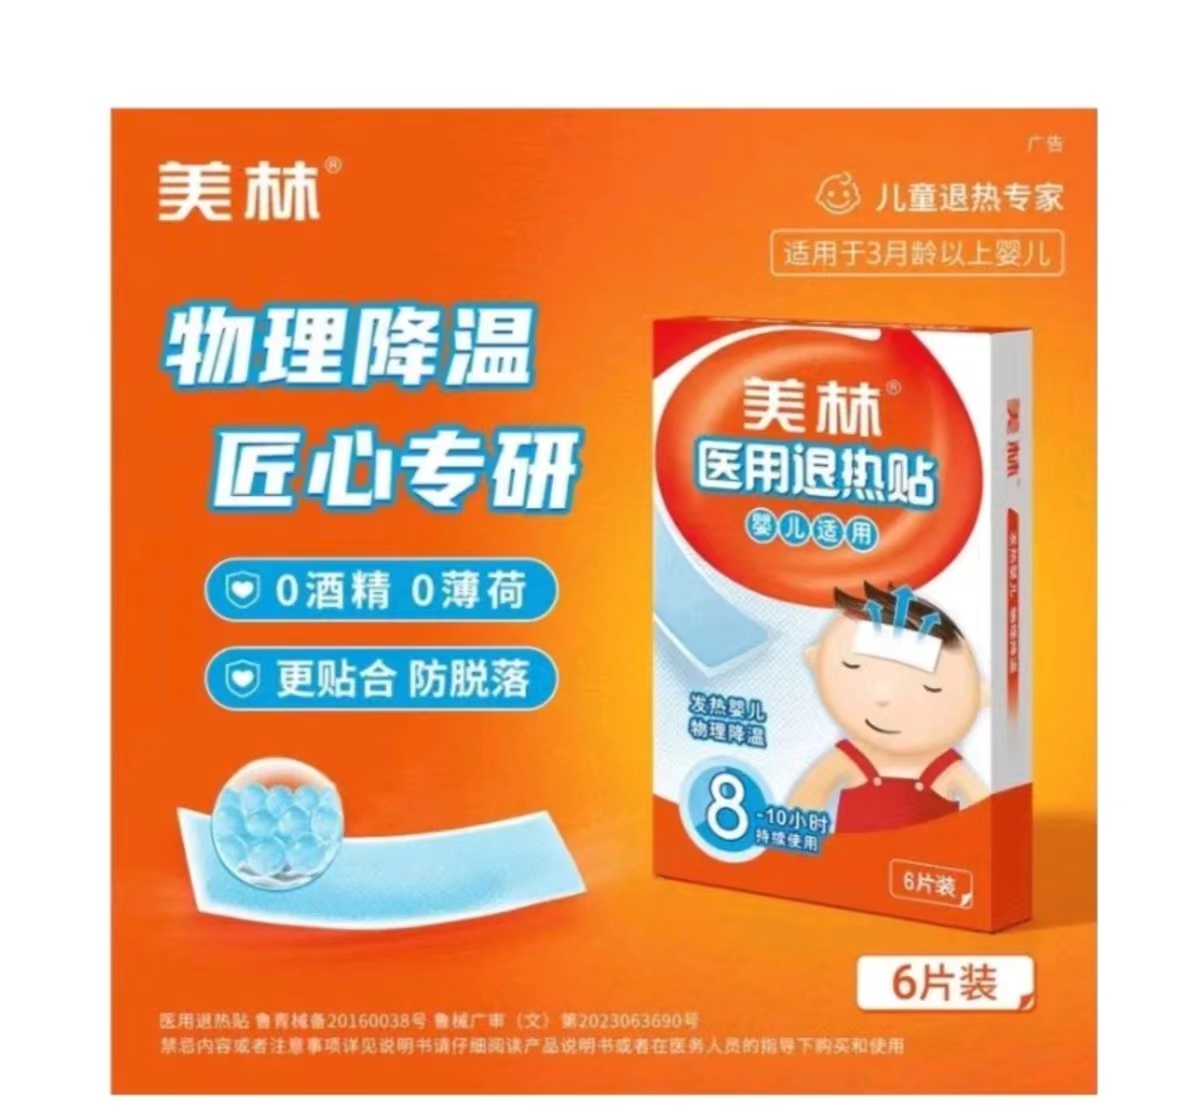 广告
美林®
儿童退热专家
适用于3月龄以上婴儿
物理降温
匠心专研
0酒精 0薄荷
更贴合 防脱落
美林®
医用退热贴
婴儿适用
发热婴儿
物理降温
8-10小时
持续使用
6片装
美林
发热婴儿 物理降温
6片装
医用退热贴 鲁青械备20160038号 鲁械广审（文）第2023063690号
禁忌内容或者注意事项详见说明书请仔细阅读产品说明书或者在医务人员的指导下购买和使用